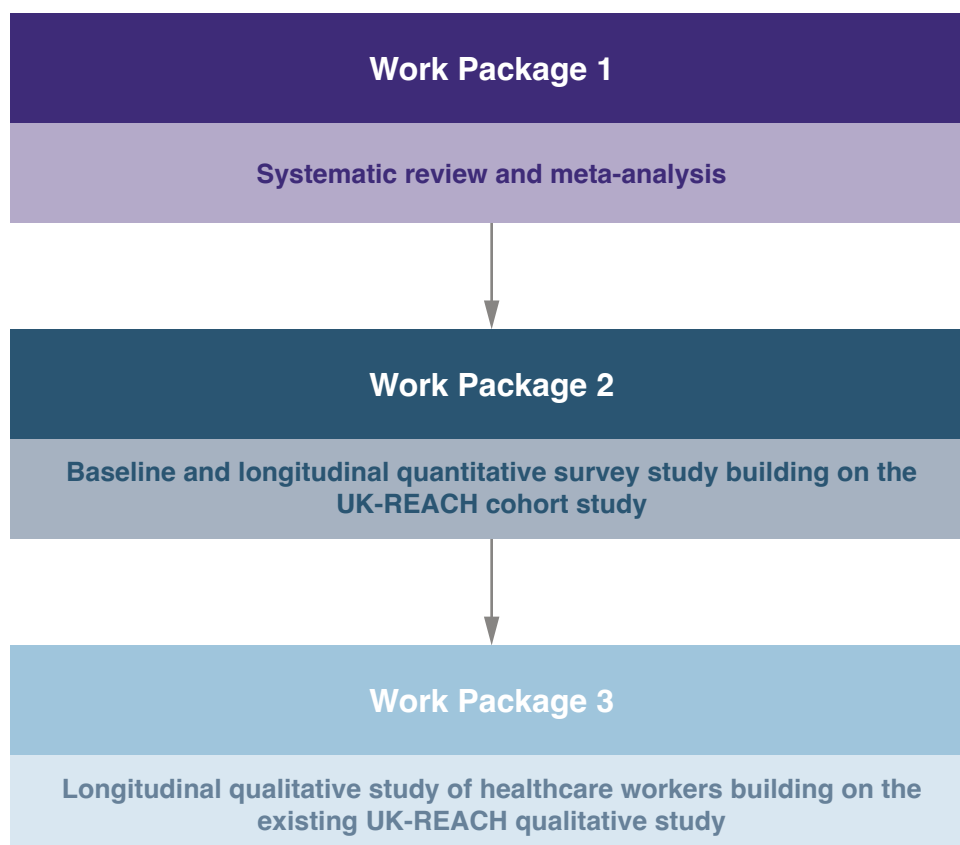 Work Package 1
Systematic review and meta-analysis
Work Package 2
Baseline and longitudinal quantitative survey study building on the
UK-REACH cohort study
Work Package 3
Longitudinal qualitative study of healthcare workers building on the
existing UK-REACH qualitative study